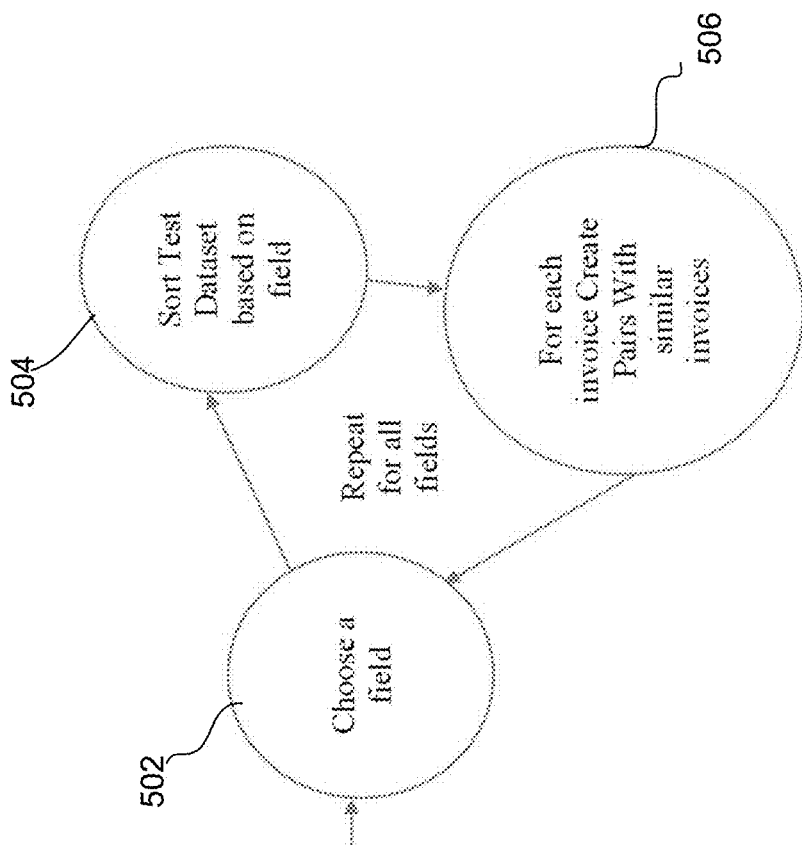 502
Choose a
field
504
Sort Test
Dataset
based on
field
Repeat
for all
fields
For each
invoice Create
Pairs With
similar
invoices
506